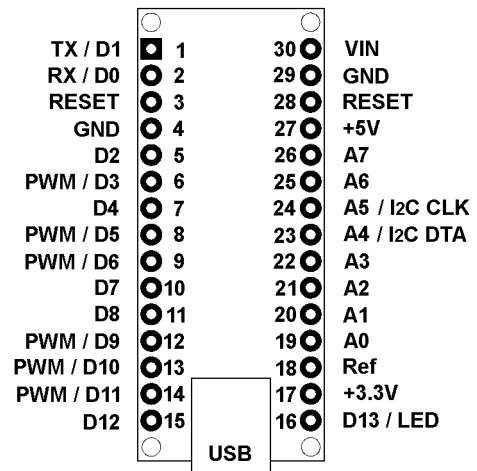 TX / D1 1 30 VIN
RX / D0 2 29 GND
RESET 3 28 RESET
GND 4 27 +5V
D2 5 26 A7
PWM / D3 6 25 A6
D4 7 24 A5 / I2C CLK
PWM / D5 8 23 A4 / I2C DTA
PWM / D6 9 22 A3
D7 10 21 A2
D8 11 20 A1
PWM / D9 12 19 A0
PWM / D10 13 18 Ref
PWM / D11 14 17 +3.3V
D12 15 16 D13 / LED
USB